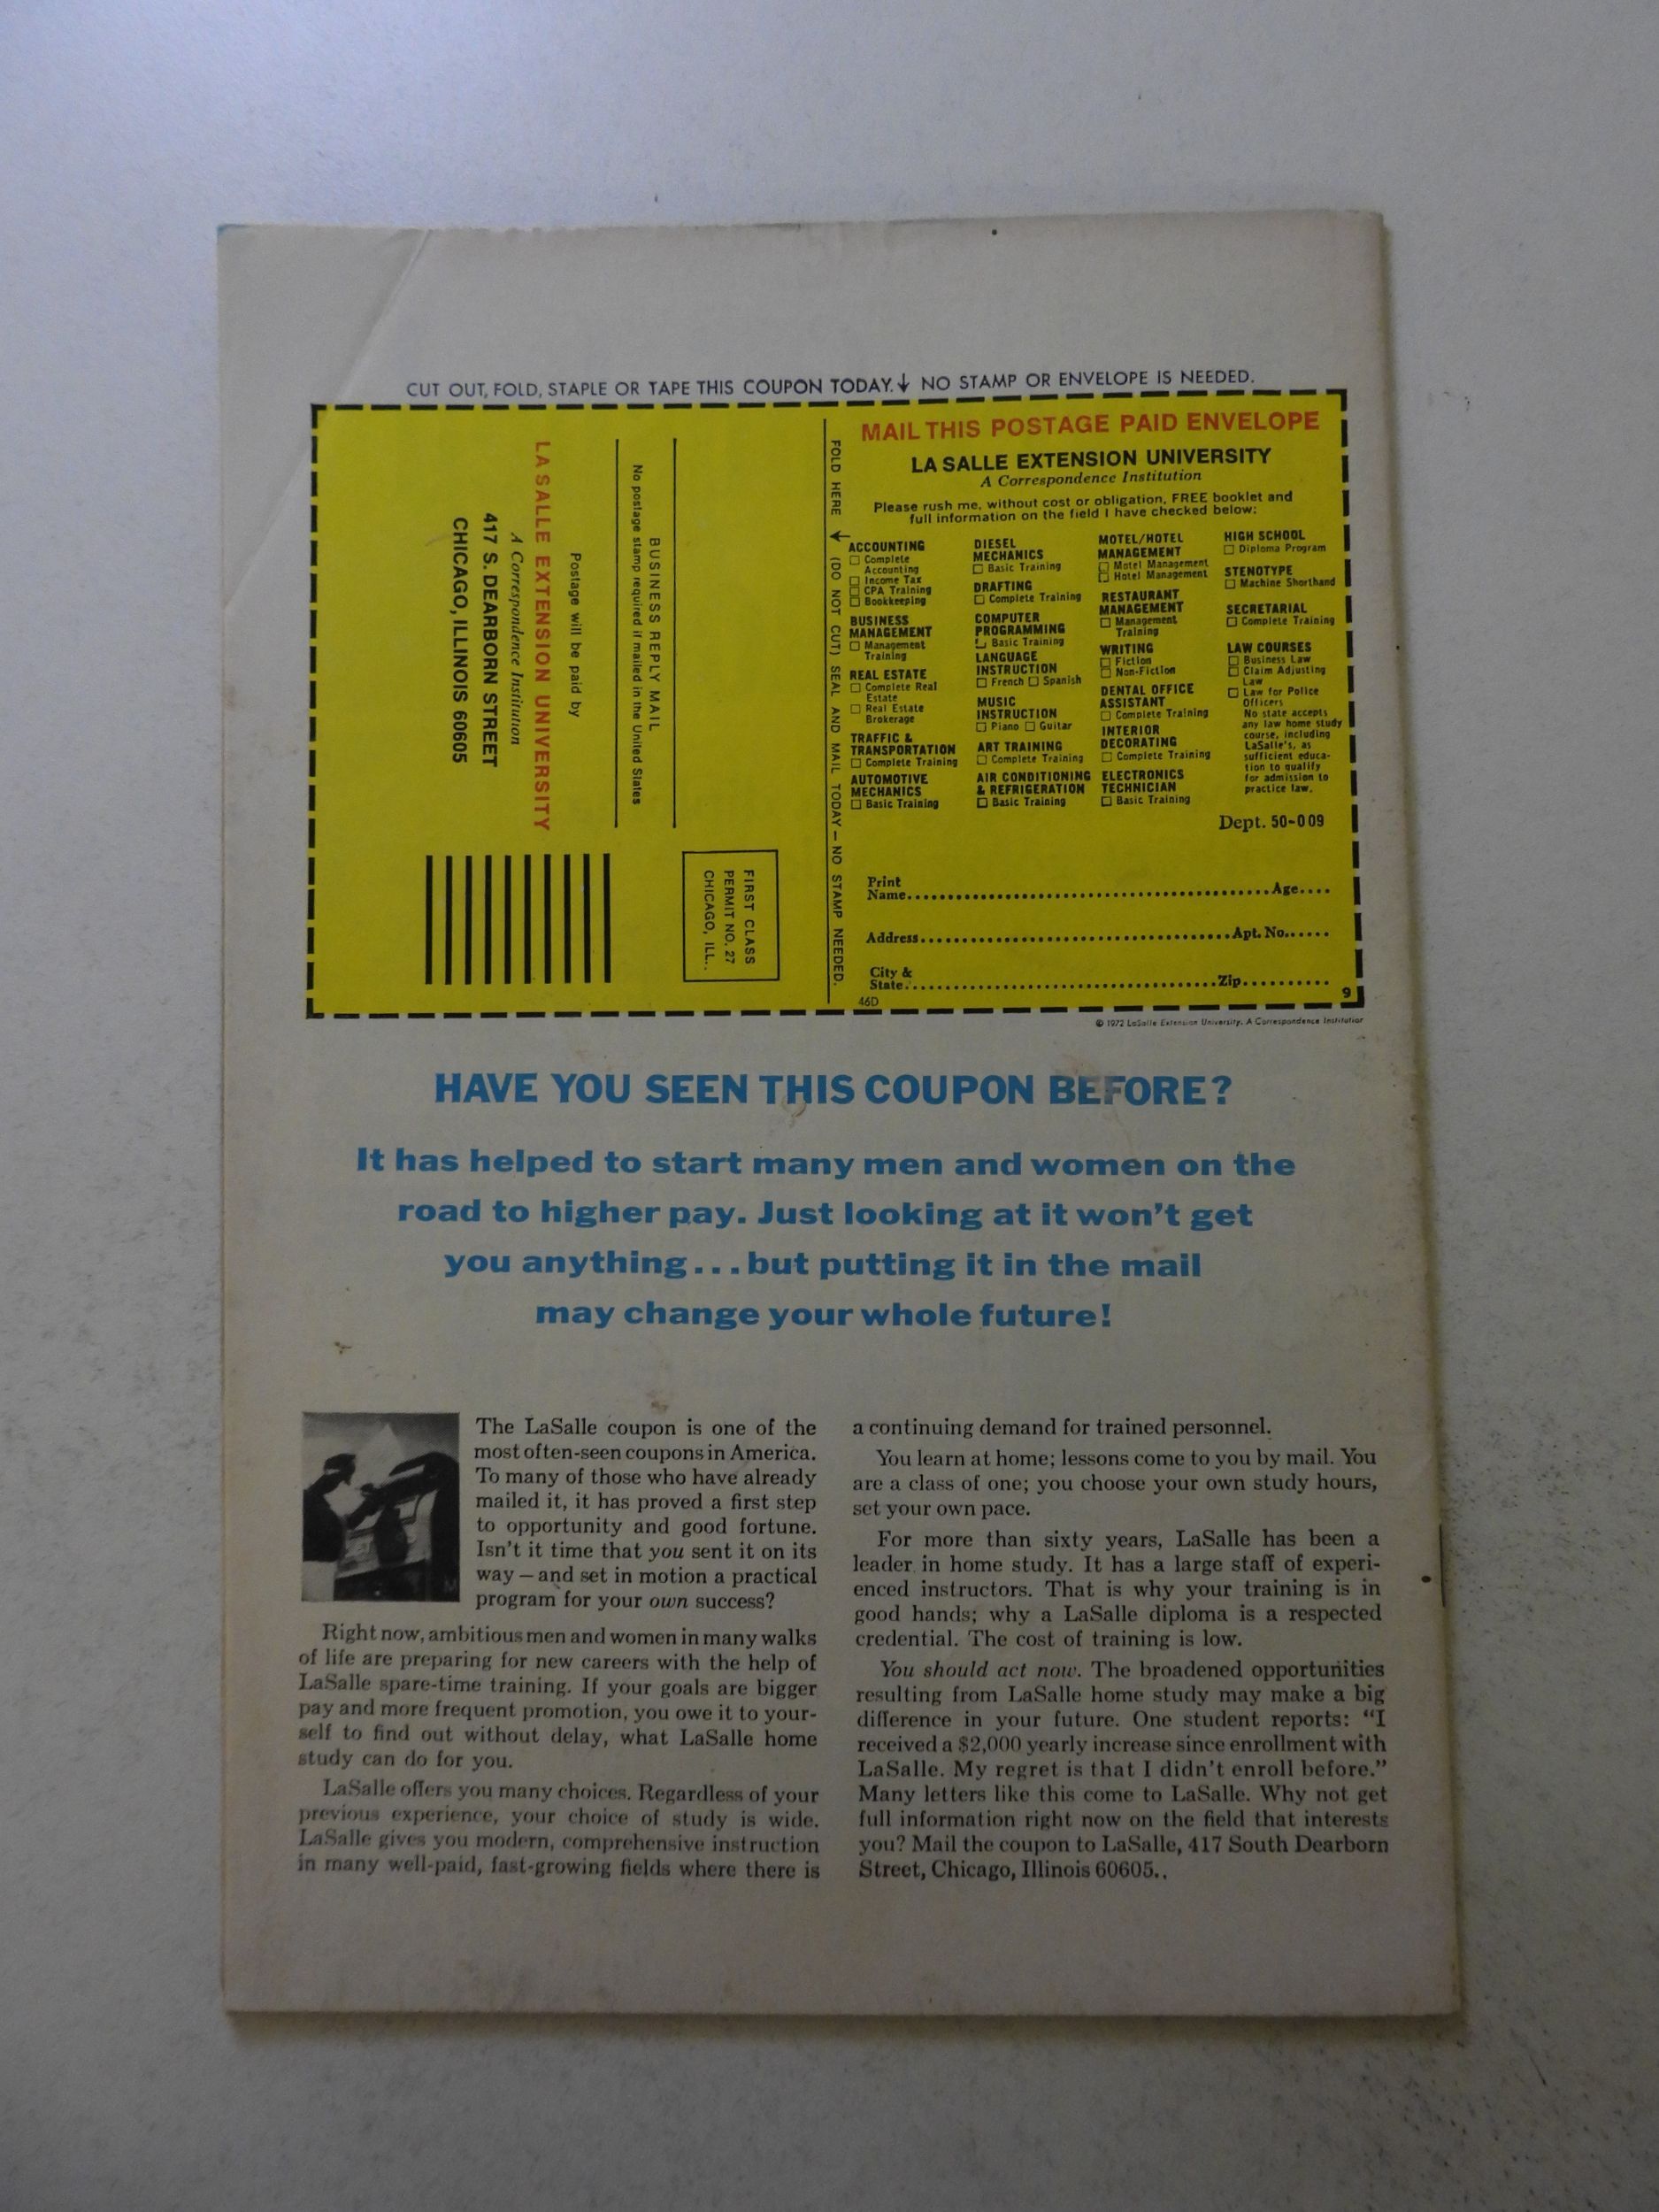 CUT OUT, FOLD, STAPLE OR TAPE THIS COUPON TODAY.↓ NO STAMP OR ENVELOPE IS NEEDED.
BUSINESS REPLY MAIL
No postage stamp required if mailed in the United States
Postage will be paid by
LA SALLE EXTENSION UNIVERSITY
A Correspondence Institution
417 S. DEARBORN STREET
CHICAGO, ILLINOIS 60605
FIRST CLASS
PERMIT NO. 27
CHICAGO, ILL..
FOLD HERE (DO NOT CUT) SEAL AND MAIL TODAY — NO STAMP NEEDED.
MAIL THIS POSTAGE PAID ENVELOPE
LA SALLE EXTENSION UNIVERSITY
A Correspondence Institution
Please rush me, without cost or obligation, FREE booklet and
full information on the field I have checked below:
ACCOUNTING
☐ Complete
Accounting
☐ Income Tax
☐ CPA Training
☐ Bookkeeping
BUSINESS
MANAGEMENT
☐ Management
Training
REAL ESTATE
☐ Complete Real
Estate
☐ Real Estate
Brokerage
TRAFFIC &
TRANSPORTATION
☐ Complete Training
AUTOMOTIVE
MECHANICS
☐ Basic Training
DIESEL
MECHANICS
☐ Basic Training
DRAFTING
☐ Complete Training
COMPUTER
PROGRAMMING
☐ Basic Training
LANGUAGE
INSTRUCTION
☐ French ☐ Spanish
MUSIC
INSTRUCTION
☐ Piano ☐ Guitar
ART TRAINING
☐ Complete Training
AIR CONDITIONING
& REFRIGERATION
☐ Basic Training
MOTEL/HOTEL
MANAGEMENT
☐ Motel Management
☐ Hotel Management
RESTAURANT
MANAGEMENT
☐ Management
Training
WRITING
☐ Fiction
☐ Non-Fiction
DENTAL OFFICE
ASSISTANT
☐ Complete Training
INTERIOR
DECORATING
☐ Complete Training
ELECTRONICS
TECHNICIAN
☐ Basic Training
HIGH SCHOOL
☐ Diploma Program
STENOTYPE
☐ Machine Shorthand
SECRETARIAL
☐ Complete Training
LAW COURSES
☐ Business Law
☐ Claim Adjusting
Law
☐ Law for Police
Officers
No state accepts
any law home study
course, including
LaSalle's, as
sufficient educa-
tion to qualify
for admission to
practice law.
Dept. 50-009
Print
Name..........Age....
Address..........Apt. No......
City &
State..........Zip..........
46D
9
© 1972 LaSalle Extension University. A Correspondence Institution
HAVE YOU SEEN THIS COUPON BEFORE?
It has helped to start many men and women on the
road to higher pay. Just looking at it won't get
you anything...but putting it in the mail
may change your whole future!
The LaSalle coupon is one of the
most often-seen coupons in America.
To many of those who have already
mailed it, it has proved a first step
to opportunity and good fortune.
Isn't it time that you sent it on its
way — and set in motion a practical
program for your own success?
Right now, ambitious men and women in many walks
of life are preparing for new careers with the help of
LaSalle spare-time training. If your goals are bigger
pay and more frequent promotion, you owe it to your-
self to find out without delay, what LaSalle home
study can do for you.
LaSalle offers you many choices. Regardless of your
previous experience, your choice of study is wide.
LaSalle gives you modern, comprehensive instruction
in many well-paid, fast-growing fields where there is
a continuing demand for trained personnel.
You learn at home; lessons come to you by mail. You
are a class of one; you choose your own study hours,
set your own pace.
For more than sixty years, LaSalle has been a
leader in home study. It has a large staff of experi-
enced instructors. That is why your training is in
good hands; why a LaSalle diploma is a respected
credential. The cost of training is low.
You should act now. The broadened opportunities
resulting from LaSalle home study may make a big
difference in your future. One student reports: "I
received a $2,000 yearly increase since enrollment with
LaSalle. My regret is that I didn't enroll before."
Many letters like this come to LaSalle. Why not get
full information right now on the field that interests
you? Mail the coupon to LaSalle, 417 South Dearborn
Street, Chicago, Illinois 60605..